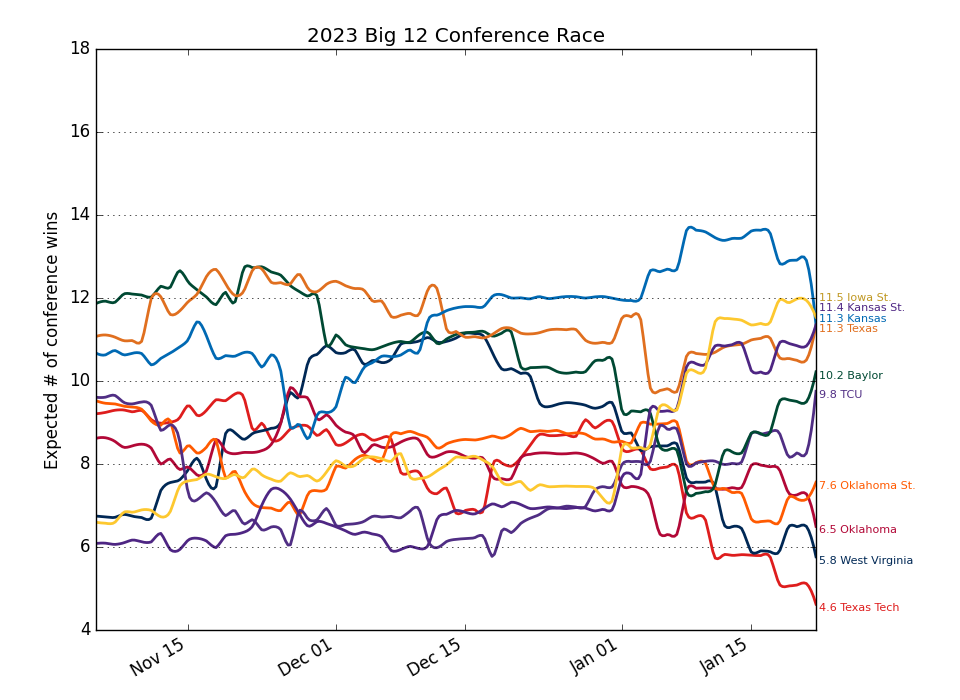 2023 Big 12 Conference Race
Expected # of conference wins
18
16
14
12
10
8
6
4
Nov 15
Dec 01
Dec 15
Jan 01
Jan 15
11.5 Iowa St.
11.4 Kansas St.
11.3 Kansas
11.3 Texas
10.2 Baylor
9.8 TCU
7.6 Oklahoma St.
6.5 Oklahoma
5.8 West Virginia
4.6 Texas Tech